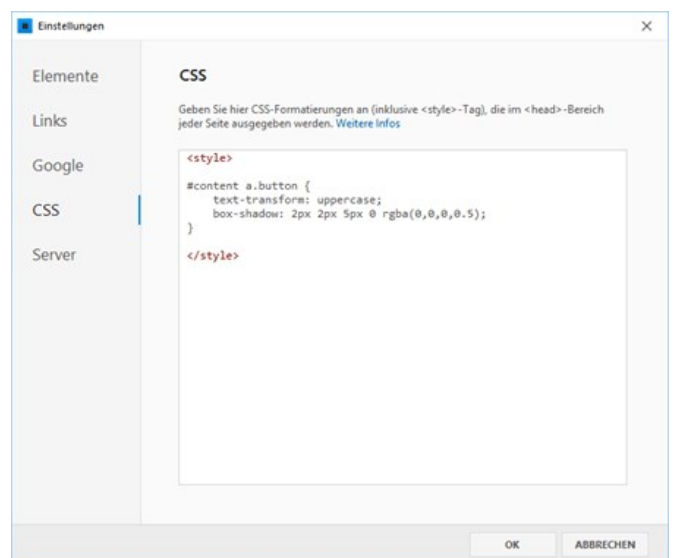 Einstellungen
Elemente
Links
Google
CSS
Server
CSS
Geben Sie hier CSS-Formatierungen an (inklusive <style>-Tag), die im <head>-Bereich
jeder Seite ausgegeben werden. Weitere Infos
<style>
#content a.button {
    text-transform: uppercase;
    box-shadow: 2px 2px 5px 0 rgba(0,0,0,0.5);
}
</style>
OK
ABBRECHEN